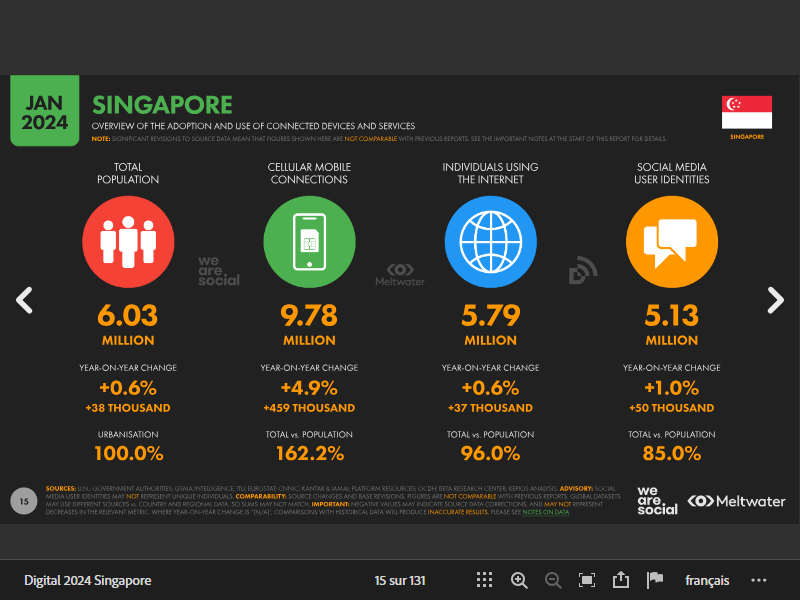 JAN
2024
SINGAPORE
OVERVIEW OF THE ADOPTION AND USE OF CONNECTED DEVICES AND SERVICES
NOTE: SIGNIFICANT REVISIONS TO SOURCE DATA MEAN THAT FIGURES SHOWN HERE ARE NOT COMPARABLE WITH PREVIOUS REPORTS. SEE THE IMPORTANT NOTES AT THE START OF THIS REPORT FOR DETAILS.
SINGAPORE
TOTAL
POPULATION
CELLULAR MOBILE
CONNECTIONS
INDIVIDUALS USING
THE INTERNET
SOCIAL MEDIA
USER IDENTITIES
we
are
social
Meltwater
6.03
MILLION
9.78
MILLION
5.79
MILLION
5.13
MILLION
YEAR-ON-YEAR CHANGE
+0.6%
+38 THOUSAND
YEAR-ON-YEAR CHANGE
+4.9%
+459 THOUSAND
YEAR-ON-YEAR CHANGE
+0.6%
+37 THOUSAND
YEAR-ON-YEAR CHANGE
+1.0%
+50 THOUSAND
URBANISATION
100.0%
TOTAL vs. POPULATION
162.2%
TOTAL vs. POPULATION
96.0%
TOTAL vs. POPULATION
85.0%
15
SOURCES: U.N.; GOVERNMENT AUTHORITIES; GSMA INTELLIGENCE; ITU; EUROSTAT; CNNIC; KANTAR & IAMAI; PLATFORM RESOURCES; OCDH; BETA RESEARCH CENTER; KEPIOS ANALYSIS. ADVISORY: SOCIAL
MEDIA USER IDENTITIES MAY NOT REPRESENT UNIQUE INDIVIDUALS. COMPARABILITY: SOURCE CHANGES AND BASE REVISIONS. FIGURES ARE NOT COMPARABLE WITH PREVIOUS REPORTS. GLOBAL DATASETS
MAY USE DIFFERENT SOURCES vs. COUNTRY AND REGIONAL DATA, SO SUMS MAY NOT MATCH. IMPORTANT: NEGATIVE VALUES MAY INDICATE SOURCE DATA CORRECTIONS, AND MAY NOT REPRESENT
DECREASES IN THE RELEVANT METRIC. WHERE YEAR-ON-YEAR CHANGE IS "[N/A]", COMPARISONS WITH HISTORICAL DATA WILL PRODUCE INACCURATE RESULTS. PLEASE SEE NOTES ON DATA.
we
are
social
Meltwater
Digital 2024 Singapore
15 sur 131
français